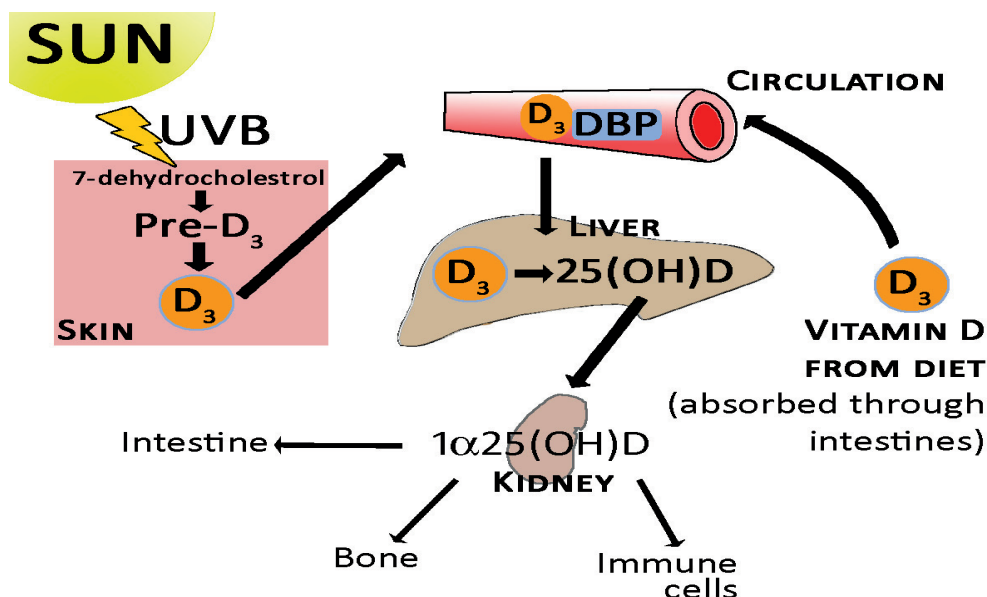 SUN
UVB
7-dehydrocholestrol
Pre-D₃
D₃
SKIN
CIRCULATION
D₃ DBP
LIVER
D₃ 25(OH)D
D₃
VITAMIN D
FROM DIET
(absorbed through
intestines)
1α25(OH)D
KIDNEY
Intestine
Bone
Immune
cells